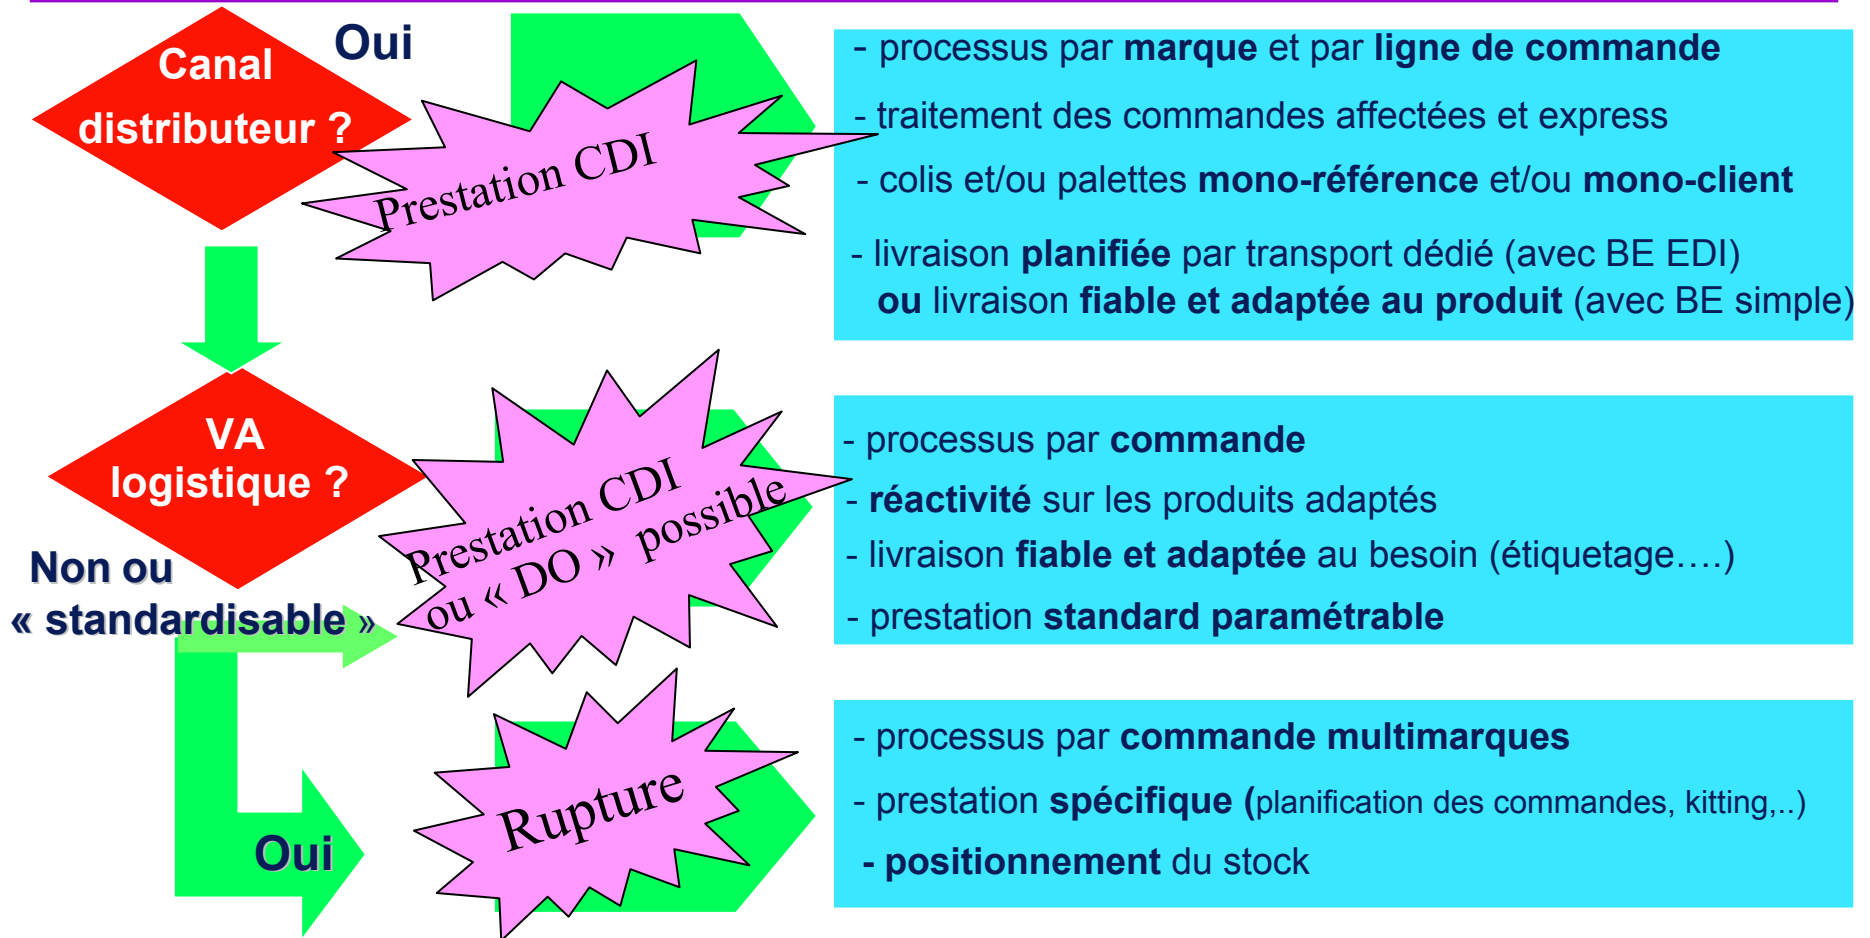 Canal
distributeur ?
Oui
Prestation CDI
- processus par marque et par ligne de commande
- traitement des commandes affectées et express
- colis et/ou palettes mono-référence et/ou mono-client
- livraison planifiée par transport dédié (avec BE EDI)
ou livraison fiable et adaptée au produit (avec BE simple)
VA
logistique ?
Non ou
« standardisable »
Prestation CDI
ou « DO » possible
- processus par commande
- réactivité sur les produits adaptés
- livraison fiable et adaptée au besoin (étiquetage….)
- prestation standard paramétrable
Oui
Rupture
- processus par commande multimarques
- prestation spécifique (planification des commandes, kitting,..)
- positionnement du stock